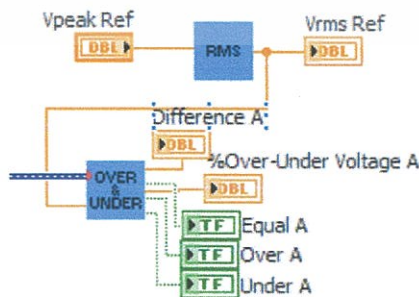 Vpeak Ref
Vrms Ref
DBL
RMS
DBL
Difference A
DBL
%Over-Under Voltage A
OVER
&
UNDER
DBL
TF Equal A
TF Over A
TF Under A